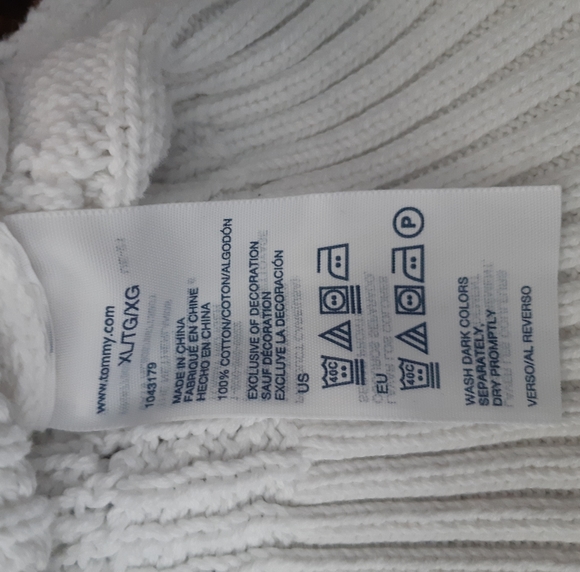 www.tommy.com
XL/TG/XG
1043179
MADE IN CHINA
FABRIQUÉ EN CHINE
HECHO EN CHINA
100% COTTON/COTON/ALGODÓN
EXCLUSIVE OF DECORATION
SAUF DECORATION
EXCLUYE LA DECORACIÓN
US
40C
EU
40C P
WASH DARK COLORS
SEPARATELY,
DRY PROMPTLY
VERSO/AL REVERSO